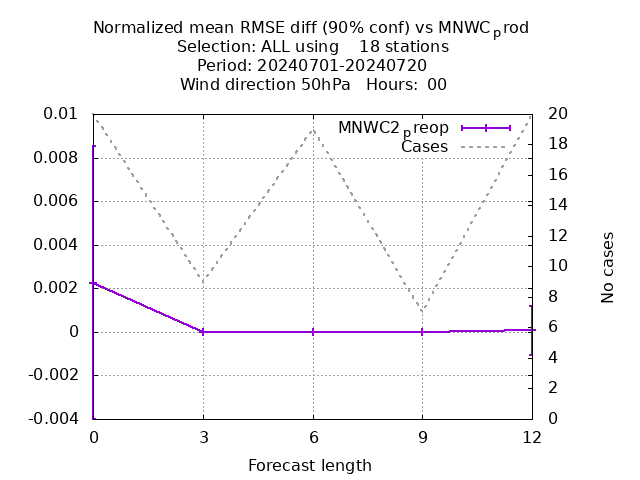 Normalized mean RMSE diff (90% conf) vs MNWCprod
Selection: ALL using    18 stations
Period: 20240701-20240720
Wind direction 50hPa   Hours:  00
0.01
0.008
0.006
0.004
0.002
0
-0.002
-0.004
MNWC2preop
Cases
20
18
16
14
12
10
8
6
4
2
0
No cases
0 3 6 9 12
Forecast length